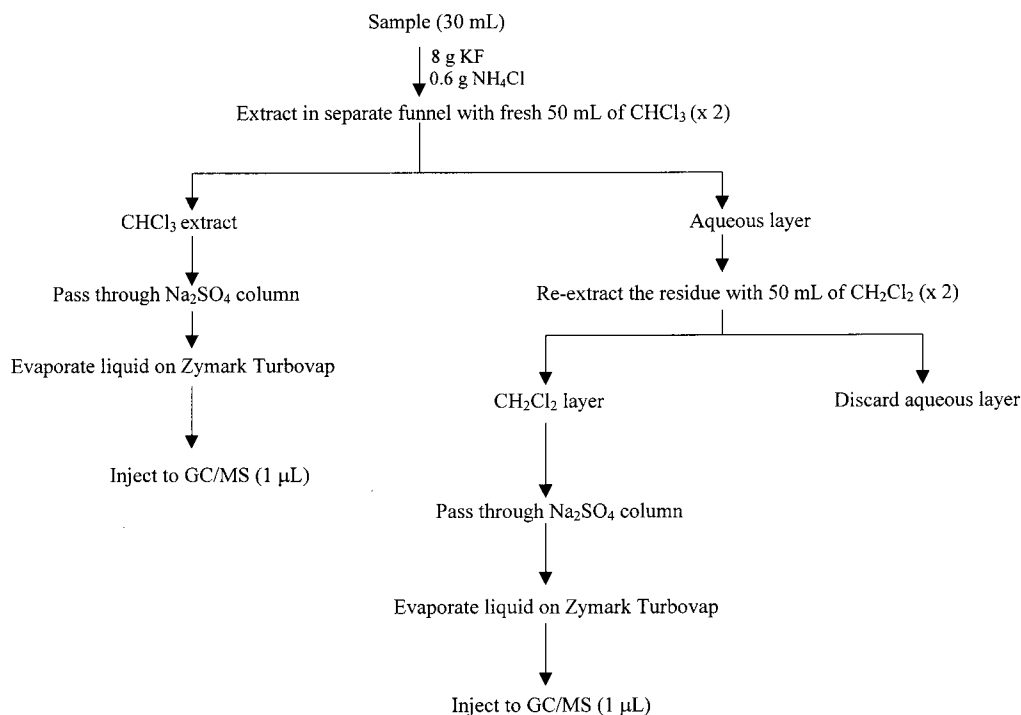 Sample (30 mL)
8 g KF
0.6 g NH₄Cl
Extract in separate funnel with fresh 50 mL of CHCl₃ (x 2)
CHCl₃ extract
Aqueous layer
Pass through Na₂SO₄ column
Re-extract the residue with 50 mL of CH₂Cl₂ (x 2)
Evaporate liquid on Zymark Turbovap
CH₂Cl₂ layer
Discard aqueous layer
Inject to GC/MS (1 μL)
Pass through Na₂SO₄ column
Evaporate liquid on Zymark Turbovap
Inject to GC/MS (1 μL)